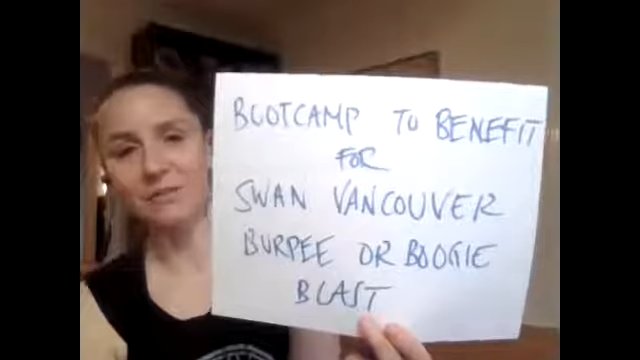 BOOTCAMP TO BENEFIT
FOR
SWAN VANCOUVER
BURPEE OR BOOGIE
BLAST